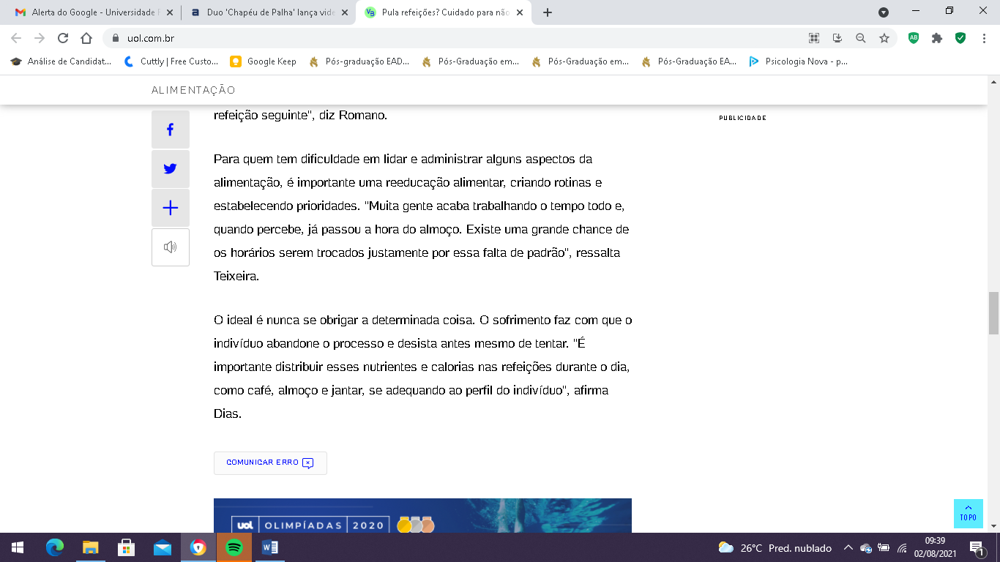 Alerta do Google - Universidade F
Duo 'Chapéu de Palha' lança vide
Pula refeições? Cuidado para não
uol.com.br
Análise de Candidat...
Cuttly | Free Custo...
Google Keep
Pós-graduação EAD...
Pós-Graduação em...
Pós-Graduação em...
Pós-Graduação EA...
Psicologia Nova - p...
ALIMENTAÇÃO
refeição seguinte", diz Romano.
PUBLICIDADE
Para quem tem dificuldade em lidar e administrar alguns aspectos da
alimentação, é importante uma reeducação alimentar, criando rotinas e
estabelecendo prioridades. "Muita gente acaba trabalhando o tempo todo e,
quando percebe, já passou a hora do almoço. Existe uma grande chance de
os horários serem trocados justamente por essa falta de padrão", ressalta
Teixeira.
O ideal é nunca se obrigar a determinada coisa. O sofrimento faz com que o
indivíduo abandone o processo e desista antes mesmo de tentar. "É
importante distribuir esses nutrientes e calorias nas refeições durante o dia,
como café, almoço e jantar, se adequando ao perfil do indivíduo", afirma
Dias.
COMUNICAR ERRO
uol OLIMPÍADAS 2020
TOPO
26°C Pred. nublado
09:39
02/08/2021
1